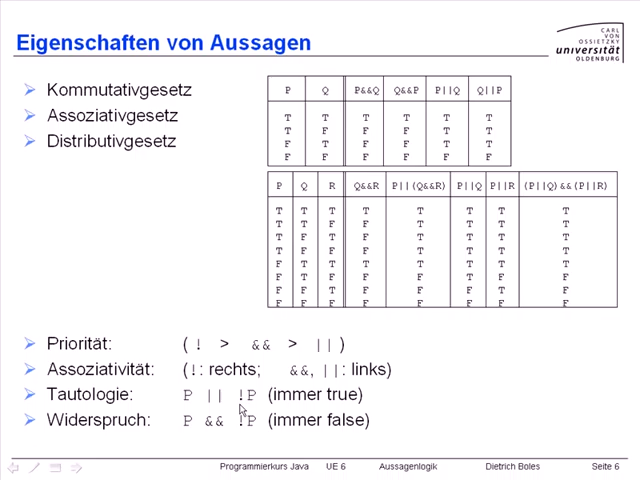 Eigenschaften von Aussagen
CARL
VON
OSSIETZKY
universität
OLDENBURG
Kommutativgesetz
Assoziativgesetz
Distributivgesetz
P Q P&&Q Q&&P P||Q Q||P
T T T T T T
T F F F T T
F T F F T T
F F F F F F
P Q R Q&&R P||(Q&&R) P||Q P||R (P||Q)&&(P||R)
T T T T T T T T
T T F F T T T T
T F T F T T T T
T F F F T T T T
F T T T T T T T
F T F F F T F F
F F T F F F T F
F F F F F F F F
Priorität: ( ! > && > || )
Assoziativität: (!: rechts; &&, ||: links)
Tautologie: P || !P (immer true)
Widerspruch: P && !P (immer false)
Programmierkurs Java UE 6 Aussagenlogik Dietrich Boles Seite 6